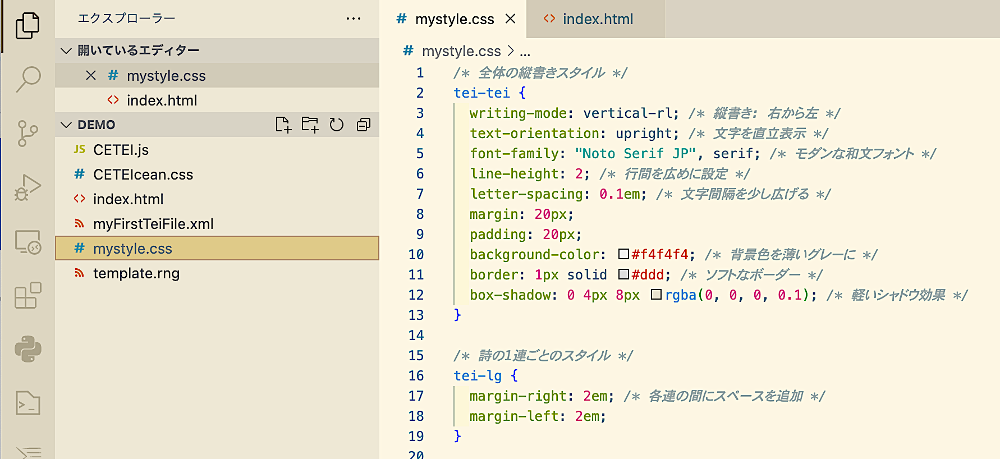 エクスプローラー
開いているエディター
mystyle.css
index.html
DEMO
JS CETEI.js
# CETEIcean.css
<> index.html
myFirstTeiFile.xml
# mystyle.css
template.rng
# mystyle.css
<> index.html
# mystyle.css > ...
1 /* 全体の縦書きスタイル */
2 tei-tei {
3 writing-mode: vertical-rl; /* 縦書き: 右から左 */
4 text-orientation: upright; /* 文字を直立表示 */
5 font-family: "Noto Serif JP", serif; /* モダンな和文フォント */
6 line-height: 2; /* 行間を広めに設定 */
7 letter-spacing: 0.1em; /* 文字間隔を少し広げる */
8 margin: 20px;
9 padding: 20px;
10 background-color: #f4f4f4; /* 背景色を薄いグレーに */
11 border: 1px solid #ddd; /* ソフトなボーダー */
12 box-shadow: 0 4px 8px rgba(0, 0, 0, 0.1); /* 軽いシャドウ効果 */
13 }
14
15 /* 詩の1連ごとのスタイル */
16 tei-lg {
17 margin-right: 2em; /* 各連の間にスペースを追加 */
18 margin-left: 2em;
19 }
20